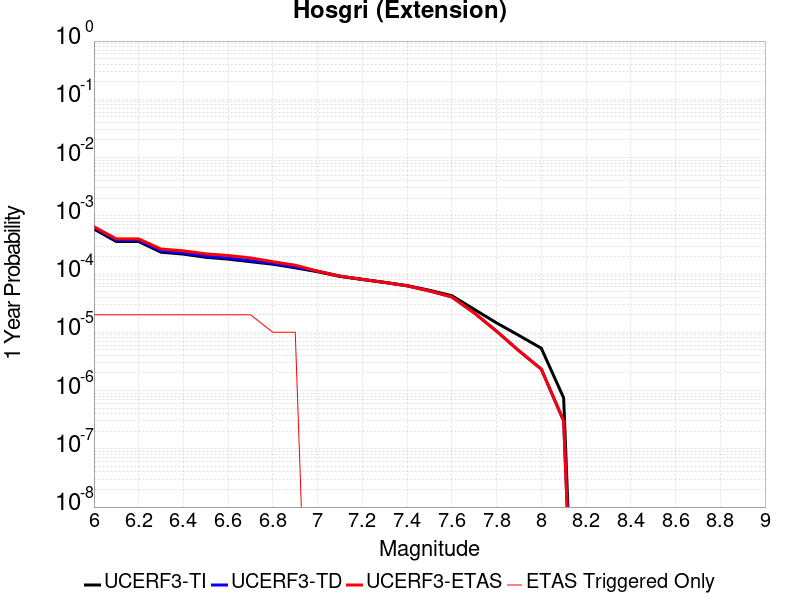 Hosgri (Extension)
10^0
10^-1
10^-2
10^-3
10^-4
10^-5
10^-6
10^-7
10^-8
1 Year Probability
6 6.2 6.4 6.6 6.8 7 7.2 7.4 7.6 7.8 8 8.2 8.4 8.6 8.8 9
Magnitude
UCERF3-TI UCERF3-TD UCERF3-ETAS ETAS Triggered Only